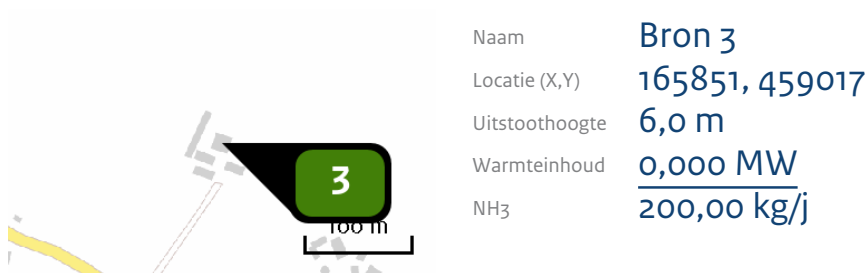 3
100 m
Naam Bron 3
Locatie (X,Y) 165851, 459017
Uitstoothoogte 6,0 m
Warmteinhoud 0,000 MW
NH3 200,00 kg/j